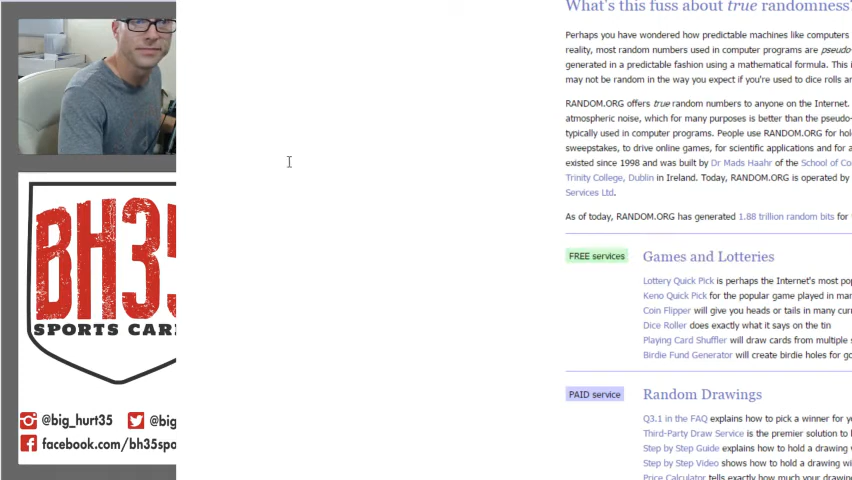 BH35
SPORTS CAR
@big_hurt35
@big
facebook.com/bh35spo
What's this fuss about true randomness?
Perhaps you have wondered how predictable machines like computers
reality, most random numbers used in computer programs are pseudo-
generated in a predictable fashion using a mathematical formula. This i
may not be random in the way you expect if you're used to dice rolls an
RANDOM.ORG offers true random numbers to anyone on the Internet.
atmospheric noise, which for many purposes is better than the pseudo-
typically used in computer programs. People use RANDOM.ORG for hol
sweepstakes, to drive online games, for scientific applications and for a
existed since 1998 and was built by Dr Mads Haahr of the School of Co
Trinity College, Dublin in Ireland. Today, RANDOM.ORG is operated by
Services Ltd.
As of today, RANDOM.ORG has generated 1.88 trillion random bits for
FREE services
Games and Lotteries
Lottery Quick Pick is perhaps the Internet's most pop
Keno Quick Pick for the popular game played in man
Coin Flipper will give you heads or tails in many curr
Dice Roller does exactly what it says on the tin
Playing Card Shuffler will draw cards from multiple s
Birdie Fund Generator will create birdie holes for go
PAID service
Random Drawings
Q3.1 in the FAQ explains how to pick a winner for yo
Third-Party Draw Service is the premier solution to h
Step by Step Guide explains how to hold a drawing w
Step by Step Video shows how to hold a drawing wi
Price Calculator tells exactly how much your drawing